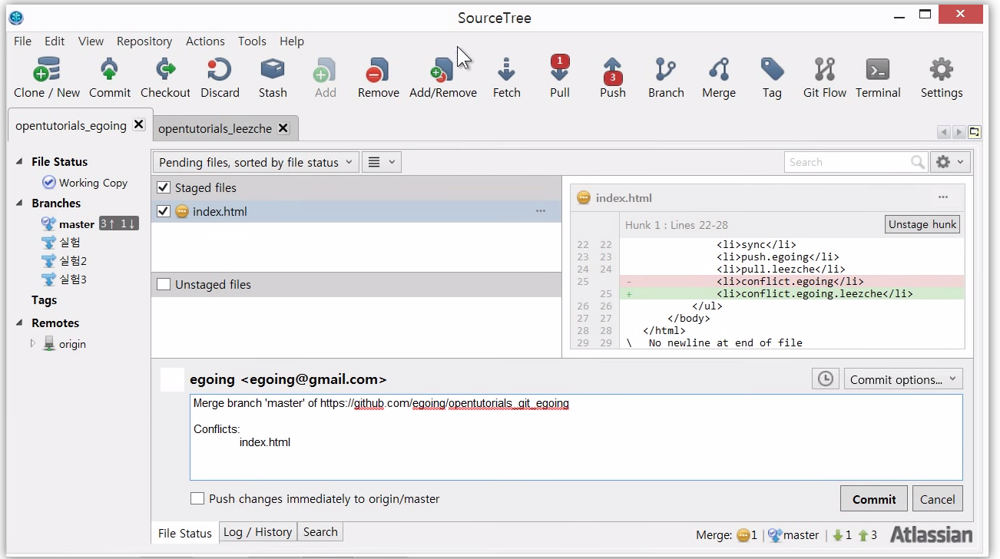 SourceTree
File Edit View Repository Actions Tools Help
1
3
Clone / New Commit Checkout Discard Stash Add Remove Add/Remove Fetch Pull Push Branch Merge Tag Git Flow Terminal Settings
opentutorials_egoing
opentutorials_leezche
File Status
Working Copy
Branches
master 3↑ 1↓
실험
실험2
실험3
Tags
Remotes
origin
Pending files, sorted by file status
Search
Staged files
index.html ...
Unstaged files
index.html ...
Hunk 1 : Lines 22-28 Unstage hunk
22 22 <li>sync</li>
23 23 <li>push.egoing</li>
24 24 <li>pull.leezche</li>
25 - <li>conflict.egoing</li>
25 + <li>conflict.egoing.leezche</li>
26 26 </ul>
27 27 </body>
28 28 </html>
29 29 \ No newline at end of file
egoing <egoing@gmail.com>
Commit options...
Merge branch 'master' of https://github.com/egoing/opentutorials_git_egoing
Conflicts:
index.html
Push changes immediately to origin/master
Commit Cancel
File Status Log / History Search
Merge: 1 master 1 3 Atlassian